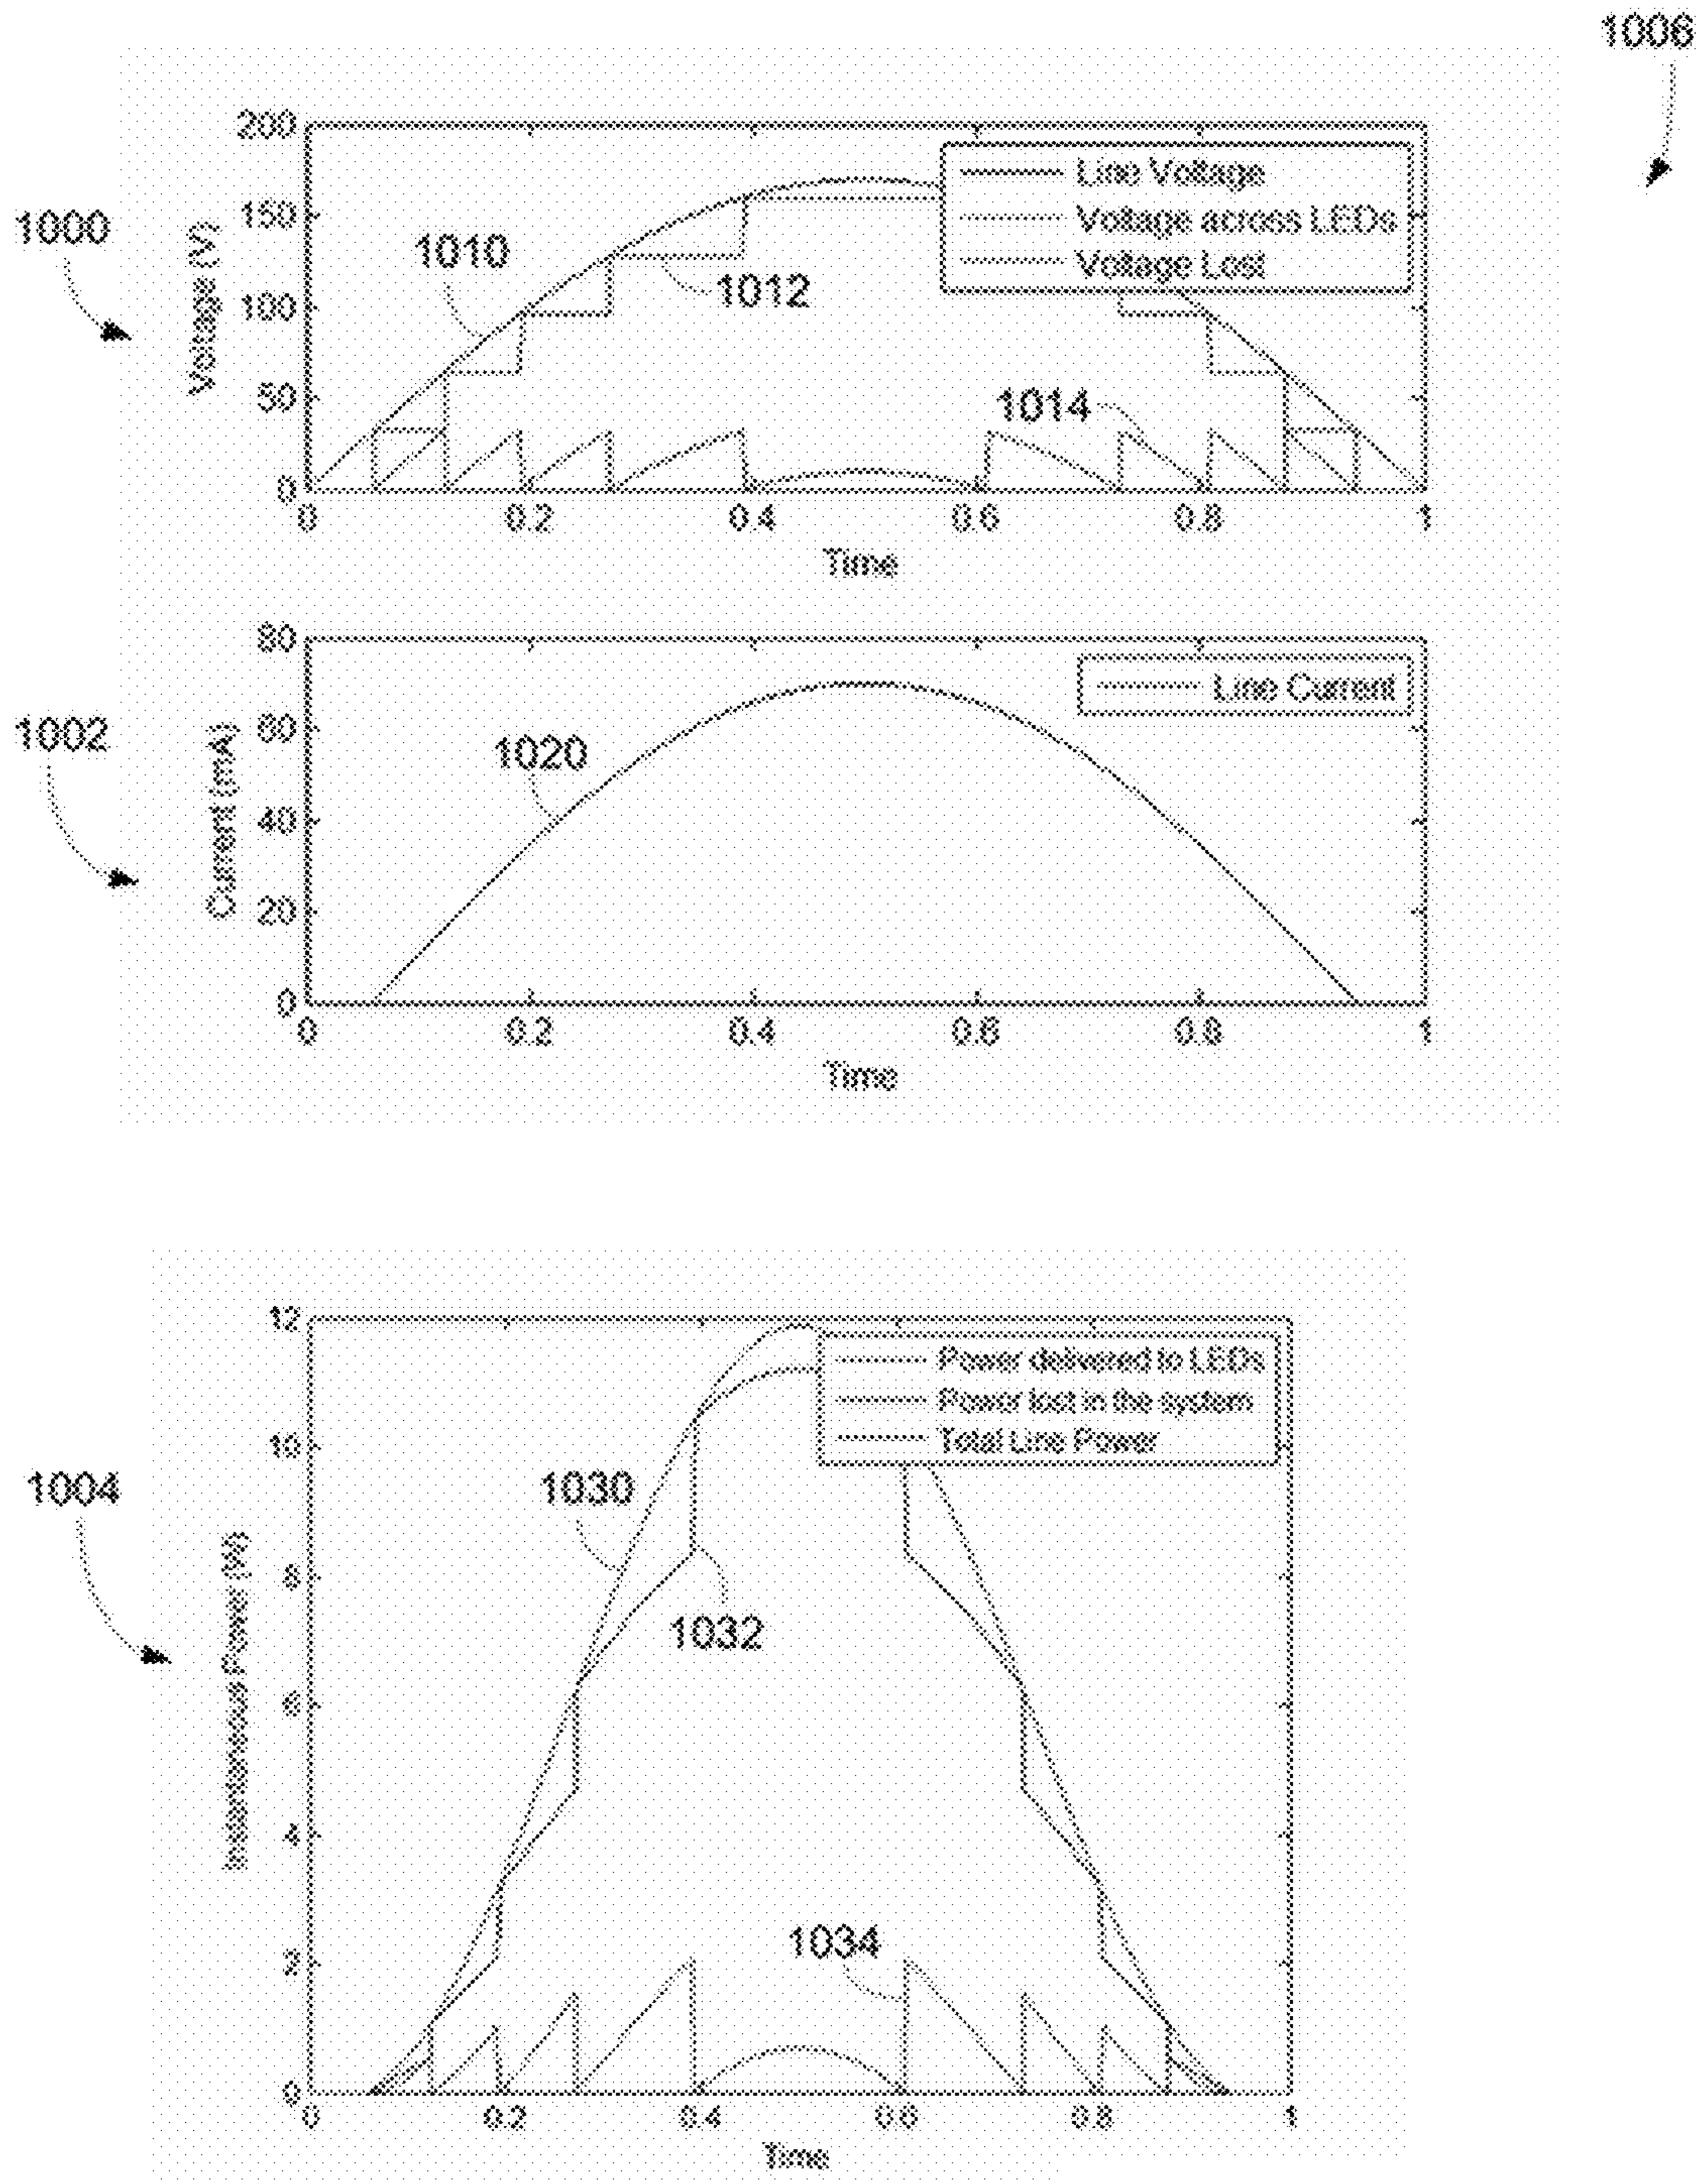 1006
1000
200
150
100
50
0
Voltage (V)
1010
1012
1014
Line Voltage
Voltage across LEDs
Voltage Lost
0 0.2 0.4 0.6 0.8 1
Time
1002
80
60
40
20
0
Current (mA)
1020
Line Current
0 0.2 0.4 0.6 0.8 1
Time
1004
12
10
8
6
4
2
0
Instantaneous Power (W)
1030
1032
1034
Power delivered to LEDs
Power lost in the system
Total Line Power
0 0.2 0.4 0.6 0.8 1
Time